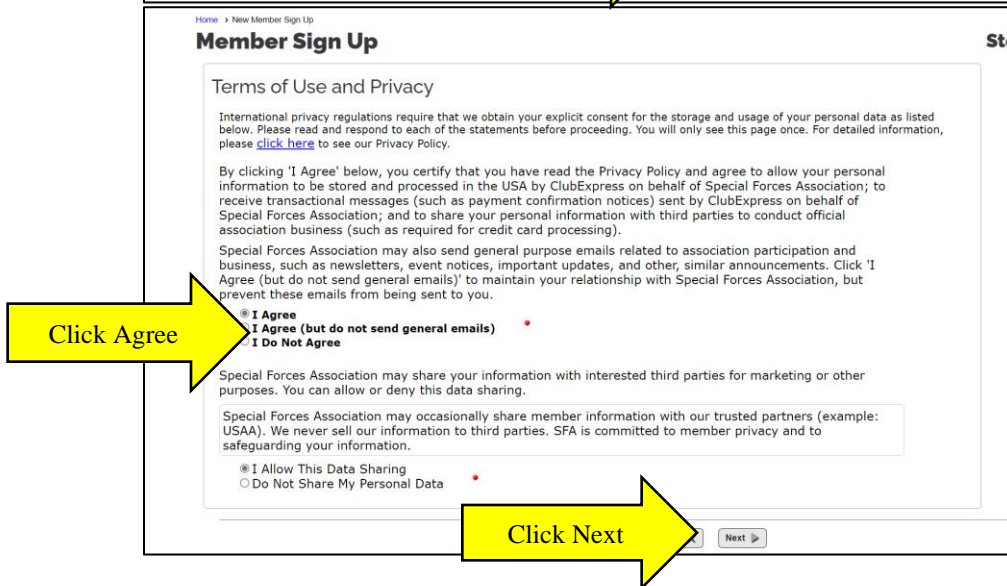 Home › New Member Sign Up
Member Sign Up
Terms of Use and Privacy
International privacy regulations require that we obtain your explicit consent for the storage and usage of your personal data as listed
below. Please read and respond to each of the statements before proceeding. You will only see this page once. For detailed information,
please click here to see our Privacy Policy.
By clicking 'I Agree' below, you certify that you have read the Privacy Policy and agree to allow your personal
information to be stored and processed in the USA by ClubExpress on behalf of Special Forces Association; to
receive transactional messages (such as payment confirmation notices) sent by ClubExpress on behalf of
Special Forces Association; and to share your personal information with third parties to conduct official
association business (such as required for credit card processing).
Special Forces Association may also send general purpose emails related to association participation and
business, such as newsletters, event notices, important updates, and other, similar announcements. Click 'I
Agree (but do not send general emails)' to maintain your relationship with Special Forces Association, but
prevent these emails from being sent to you.
I Agree
I Agree (but do not send general emails)
I Do Not Agree
Click Agree
Special Forces Association may share your information with interested third parties for marketing or other
purposes. You can allow or deny this data sharing.
Special Forces Association may occasionally share member information with our trusted partners (example:
USAA). We never sell our information to third parties. SFA is committed to member privacy and to
safeguarding your information.
I Allow This Data Sharing
Do Not Share My Personal Data
Click Next
Next